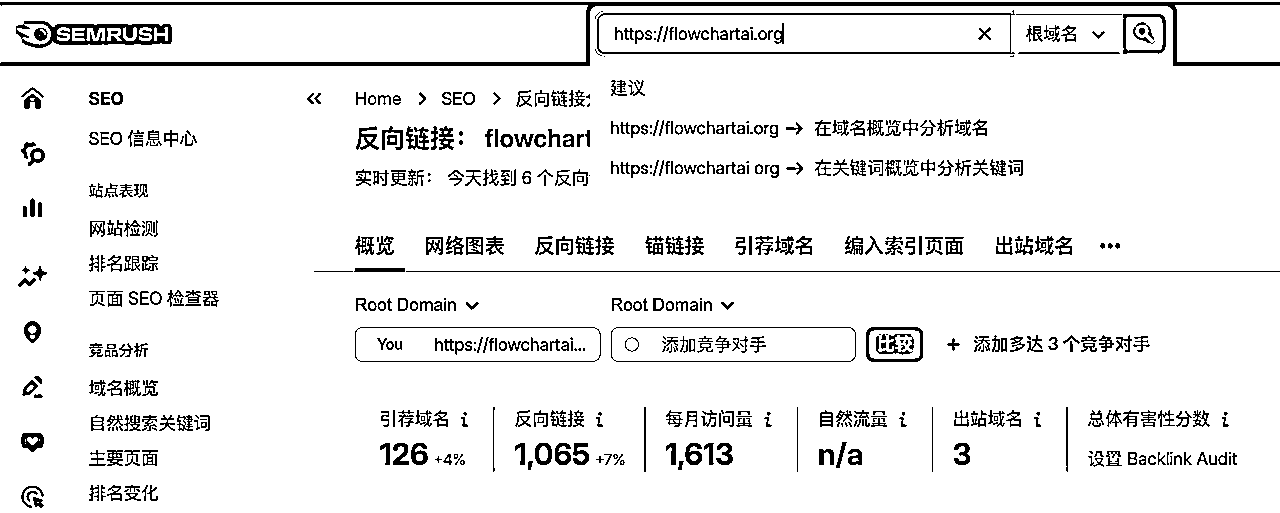 SEMRUSH
https://flowchartai.org
根域名
建议
https://flowchartai.org → 在域名概览中分析域名
https://flowchartai org → 在关键词概览中分析关键词
SEO
SEO 信息中心
站点表现
网站检测
排名跟踪
页面 SEO 检查器
竞品分析
域名概览
自然搜索关键词
主要页面
排名变化
Home > SEO > 反向链接
反向链接： flowchart
实时更新： 今天找到 6 个反向
概览 网络图表 反向链接 锚链接 引荐域名 编入索引页面 出站域名 •••
Root Domain Root Domain
You https://flowchartai... 添加竞争对手 比较 + 添加多达 3 个竞争对手
引荐域名 i 反向链接 i 每月访问量 i 自然流量 i 出站域名 i 总体有害性分数 i
126 +4% 1,065 +7% 1,613 n/a 3 设置 Backlink Audit